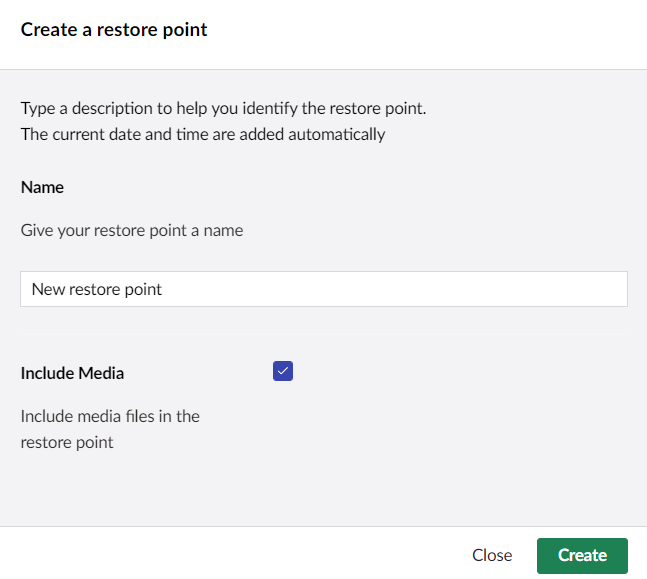 Create a restore point
Type a description to help you identify the restore point.
The current date and time are added automatically
Name
Give your restore point a name
New restore point
Include Media
Include media files in the
restore point
Close
Create